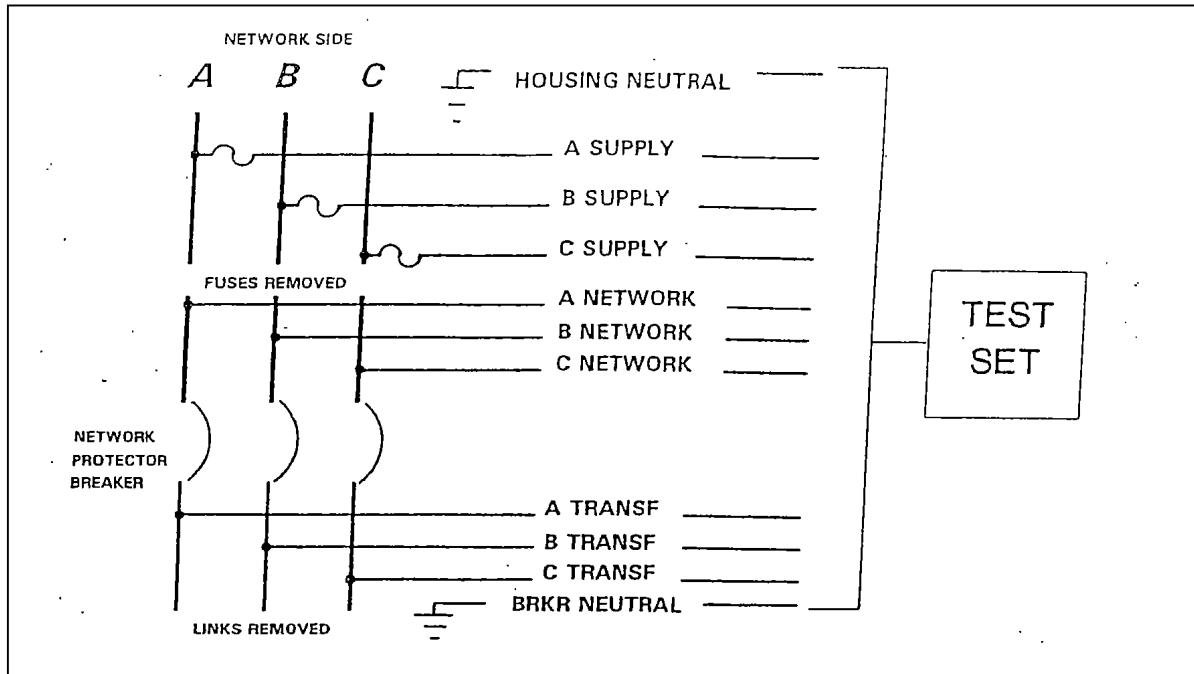 NETWORK SIDE
A B C
HOUSING NEUTRAL
A SUPPLY
B SUPPLY
C SUPPLY
FUSES REMOVED
A NETWORK
B NETWORK
C NETWORK
TEST
SET
NETWORK
PROTECTOR
BREAKER
A TRANSF
B TRANSF
C TRANSF
BRKR NEUTRAL
LINKS REMOVED